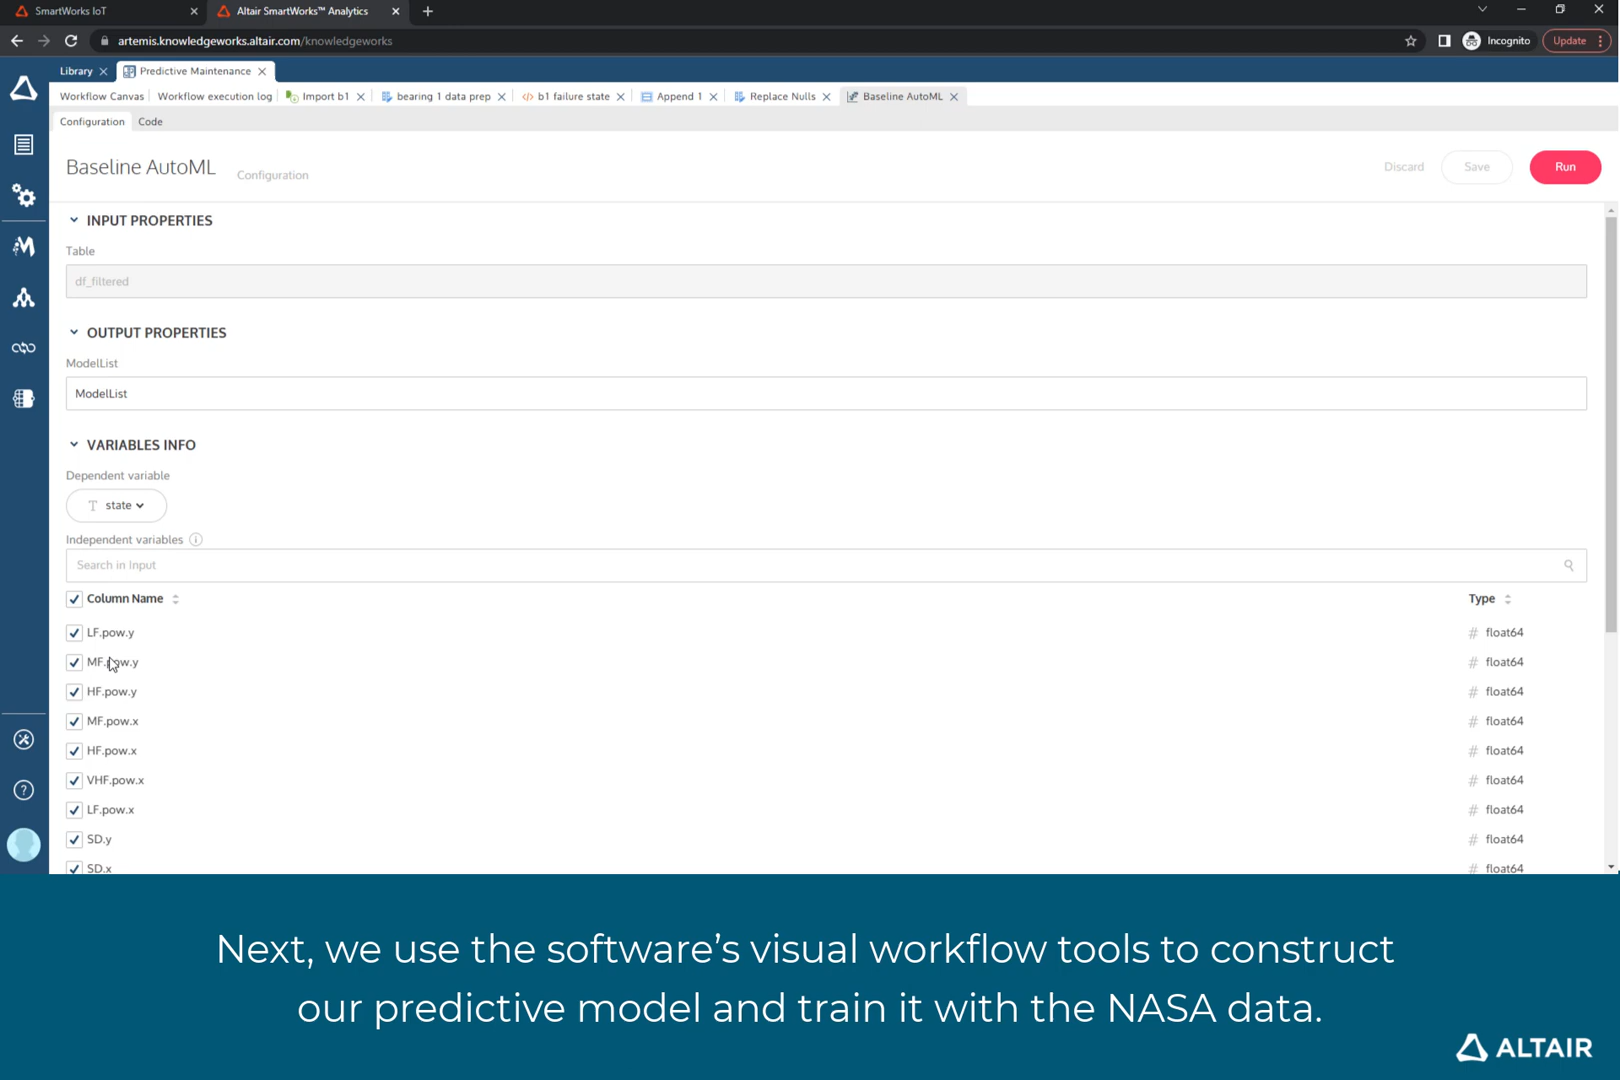 SmartWorks IoT
Altair SmartWorks™ Analytics
artemis.knowledgeworks.altair.com/knowledgeworks
Incognito
Update
Library
Predictive Maintenance
Workflow Canvas
Workflow execution log
Import b1
bearing 1 data prep
b1 failure state
Append 1
Replace Nulls
Baseline AutoML
Configuration
Code
Baseline AutoML
Configuration
Discard
Save
Run
INPUT PROPERTIES
Table
df_filtered
OUTPUT PROPERTIES
ModelList
ModelList
VARIABLES INFO
Dependent variable
T state
Independent variables
Search in Input
Column Name
Type
LF.pow.y
# float64
MF.pow.y
# float64
HF.pow.y
# float64
MF.pow.x
# float64
HF.pow.x
# float64
VHF.pow.x
# float64
LF.pow.x
# float64
SD.y
# float64
SD.x
# float64
Next, we use the software's visual workflow tools to construct
our predictive model and train it with the NASA data.
ALTAIR